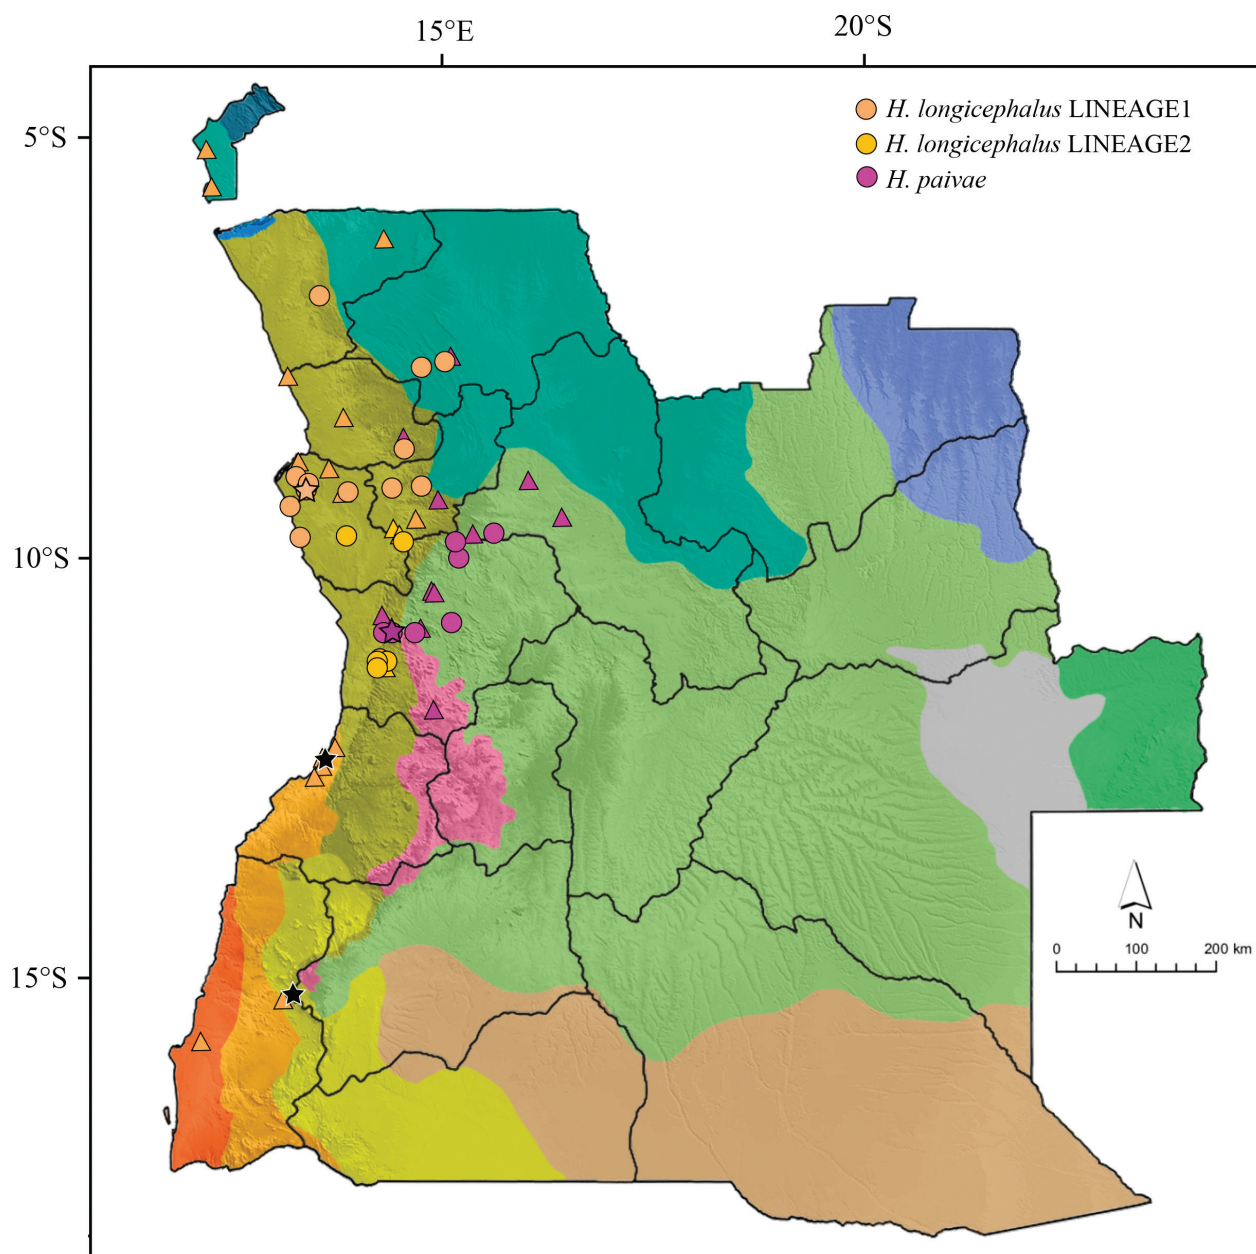 15°E
20°S
5°S
H. longicephalus LINEAGE1
H. longicephalus LINEAGE2
H. paivae
10°S
N
0 100 200 km
15°S